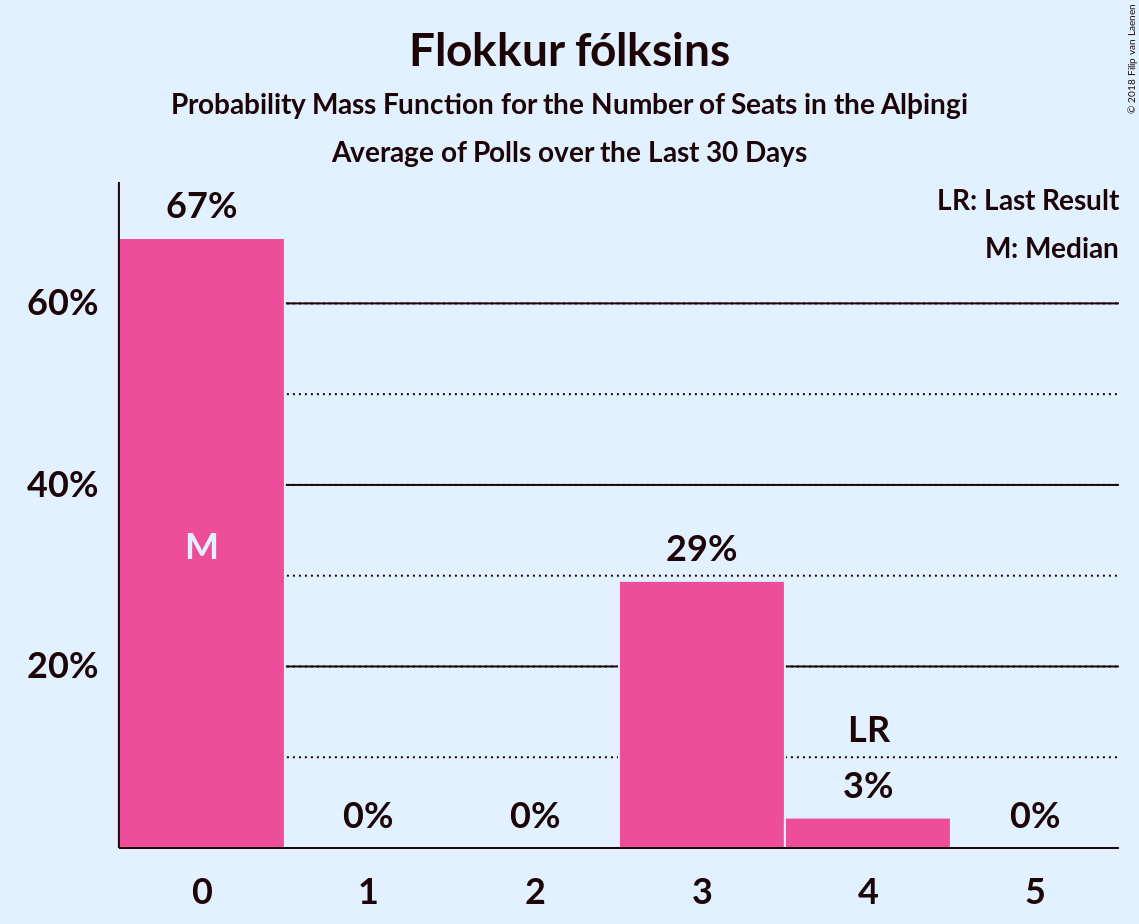 Flokkur fólksins
Probability Mass Function for the Number of Seats in the Alþingi
Average of Polls over the Last 30 Days
© 2018 Filip van Laenen
LR: Last Result
M: Median
67%
60%
40%
20%
M
0%
0%
29%
LR
3%
0%
0
1
2
3
4
5